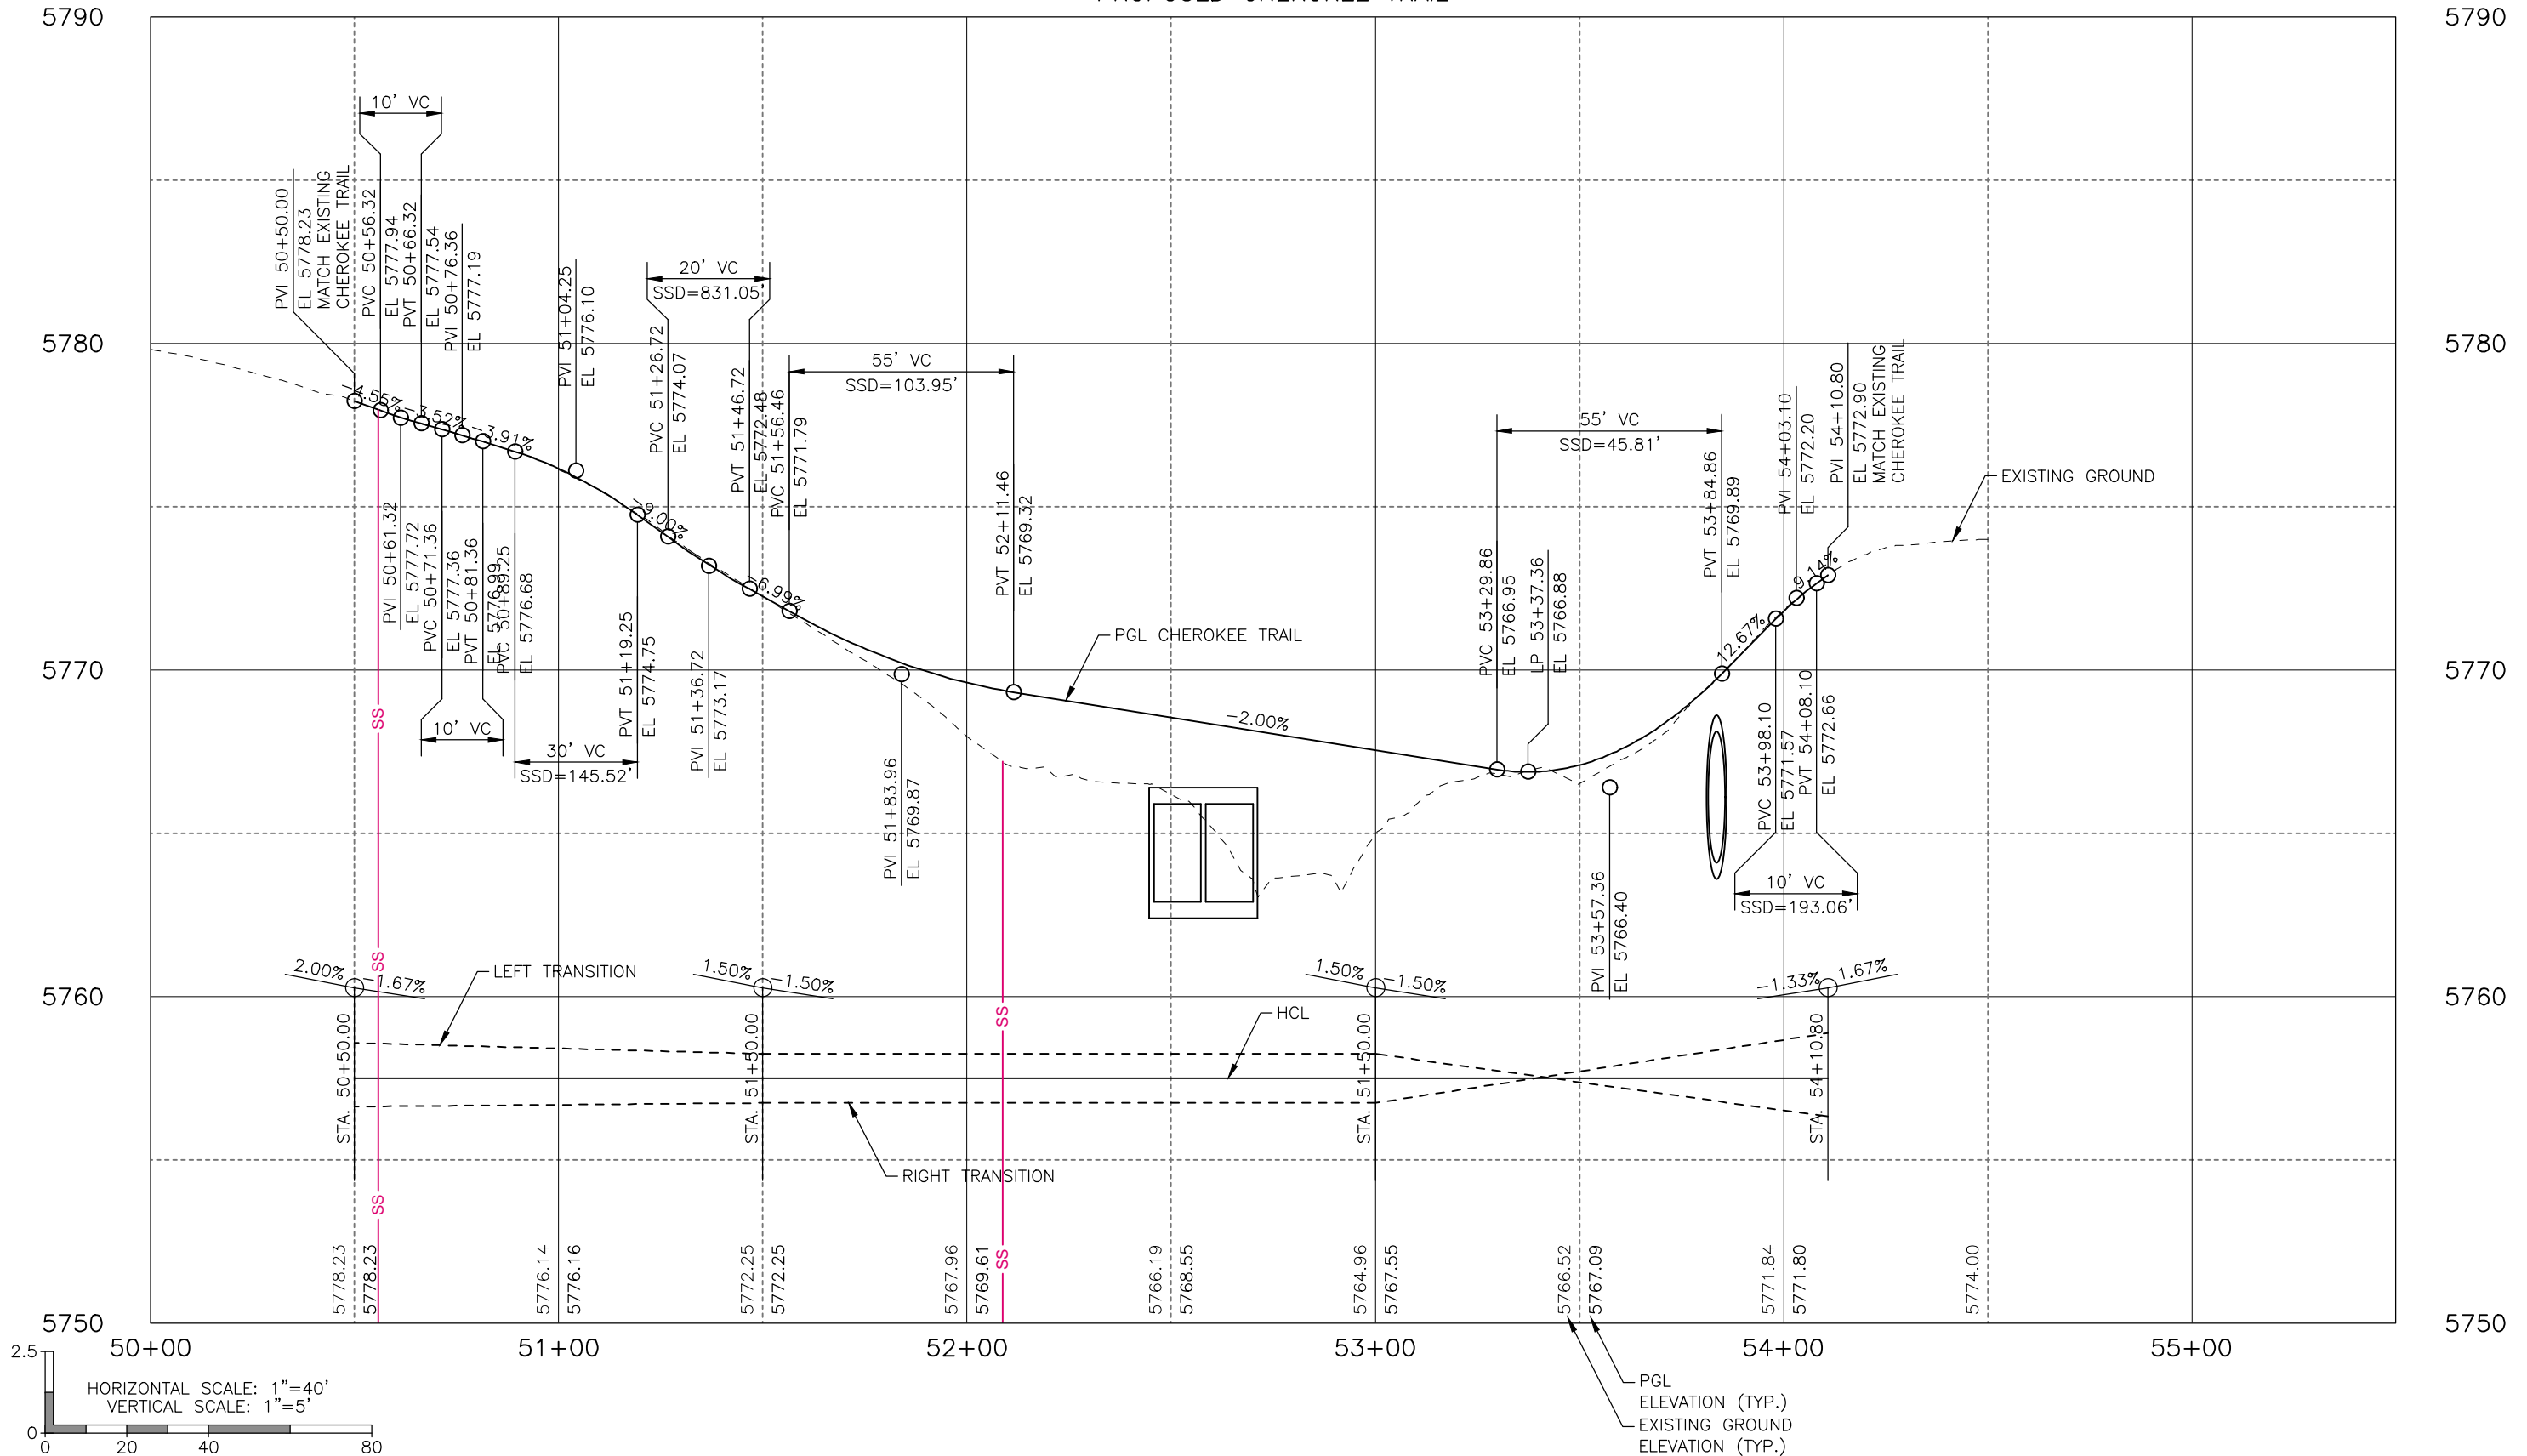 PROPOSED CHEROKEE TRAIL
5790
5790
5780
5780
5770
5770
5760
5760
5750
5750
10' VC
PVI 50+50.00
EL 5778.23
MATCH EXISTING
CHEROKEE TRAIL
PVC 50+56.32
EL 5777.94
PVT 50+66.32
EL 5777.54
PVI 50+76.36
EL 5777.19
PVI 51+04.25
EL 5776.10
20' VC
SSD=831.05'
PVC 51+26.72
EL 5774.07
PVT 51+46.72
EL 5772.48
PVC 51+56.46
EL 5771.79
55' VC
SSD=103.95'
PVT 52+11.46
EL 5769.32
55' VC
SSD=45.81'
PVC 53+29.86
EL 5766.95
LP 53+37.36
EL 5766.88
PVT 53+84.86
EL 5769.89
PVI 54+03.10
EL 5772.20
PVI 54+10.80
EL 5772.90
MATCH EXISTING
CHEROKEE TRAIL
EXISTING GROUND
-4.55%
-3.52%
-3.91%
-9.00%
-6.99%
-2.00%
12.67%
9.14%
PVI 50+61.32
EL 5777.72
PVC 50+71.36
EL 5777.36
PVT 50+81.36
EL 5776.99
PVC 50+89.25
EL 5776.68
10' VC
30' VC
SSD=145.52'
PVT 51+19.25
EL 5774.75
PVI 51+36.72
EL 5773.17
PVI 51+83.96
EL 5769.87
PGL CHEROKEE TRAIL
PVI 53+57.36
EL 5766.40
PVC 53+98.10
EL 5771.57
PVT 54+08.10
EL 5772.66
10' VC
SSD=193.06'
SS
SS
SS
SS
SS
2.00%
-1.67%
1.50%
-1.50%
1.50%
-1.50%
-1.33%
1.67%
LEFT TRANSITION
HCL
RIGHT TRANSITION
STA. 50+50.00
STA. 51+50.00
STA. 51+50.00
STA. 54+10.80
5778.23
5778.23
5776.14
5776.16
5772.25
5772.25
5767.96
5769.61
5766.19
5768.55
5764.96
5767.55
5766.52
5767.09
5771.84
5771.80
5774.00
50+00
51+00
52+00
53+00
54+00
55+00
PGL
ELEVATION (TYP.)
EXISTING GROUND
ELEVATION (TYP.)
2.5
0
HORIZONTAL SCALE: 1"=40'
VERTICAL SCALE: 1"=5'
0
20
40
80